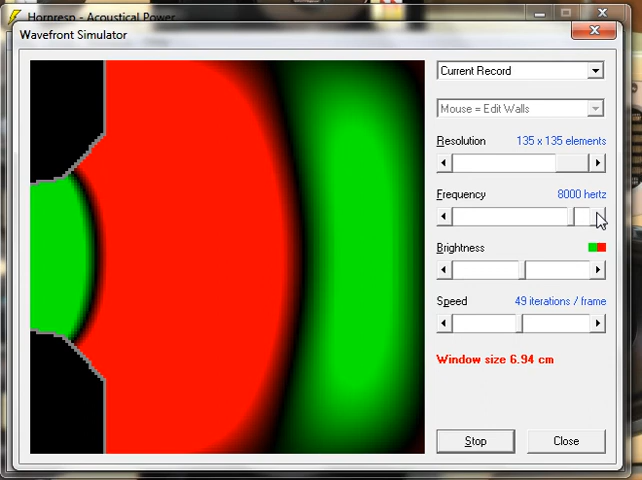 Hornresp - Acoustical Power
Wavefront Simulator
Current Record
Mouse = Edit Walls
Resolution 135 x 135 elements
Frequency 8000 hertz
Brightness
Speed 49 iterations / frame
Window size 6.94 cm
Stop Close